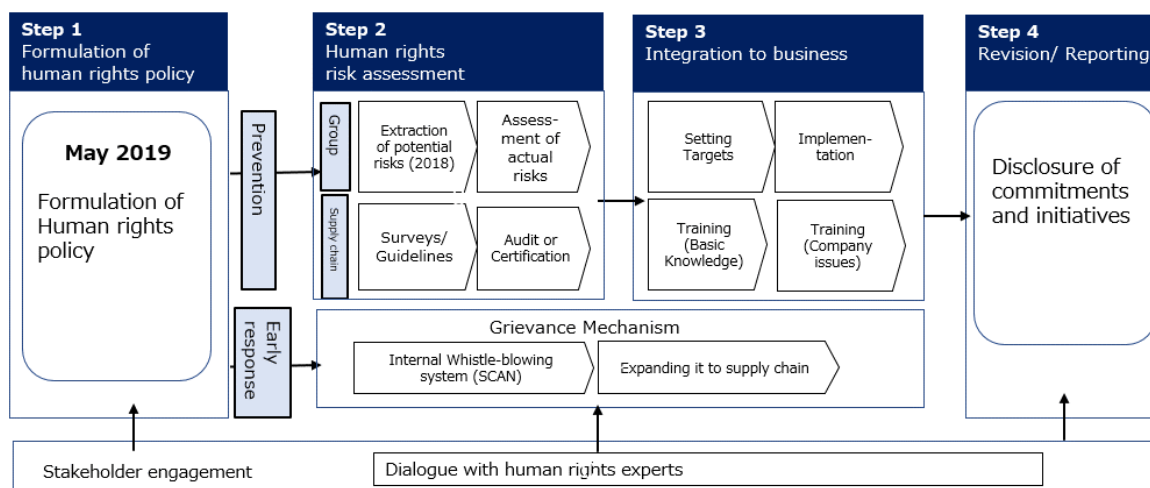 Step 1
Formulation of
human rights policy
Step 2
Human rights
risk assessment
Step 3
Integration to business
Step 4
Revision/ Reporting
May 2019
Formulation of
Human rights
policy
Prevention
Group
Extraction
of potential
risks (2018)
Assess-
ment of
actual
risks
Supply chain
Surveys/
Guidelines
Audit or
Certification
Setting
Targets
Implemen-
tation
Training
(Basic
Knowledge)
Training
(Company
issues)
Disclosure of
commitments
and initiatives
Early
response
Grievance Mechanism
Internal Whistle-blowing
system (SCAN)
Expanding it to supply chain
Stakeholder engagement
Dialogue with human rights experts